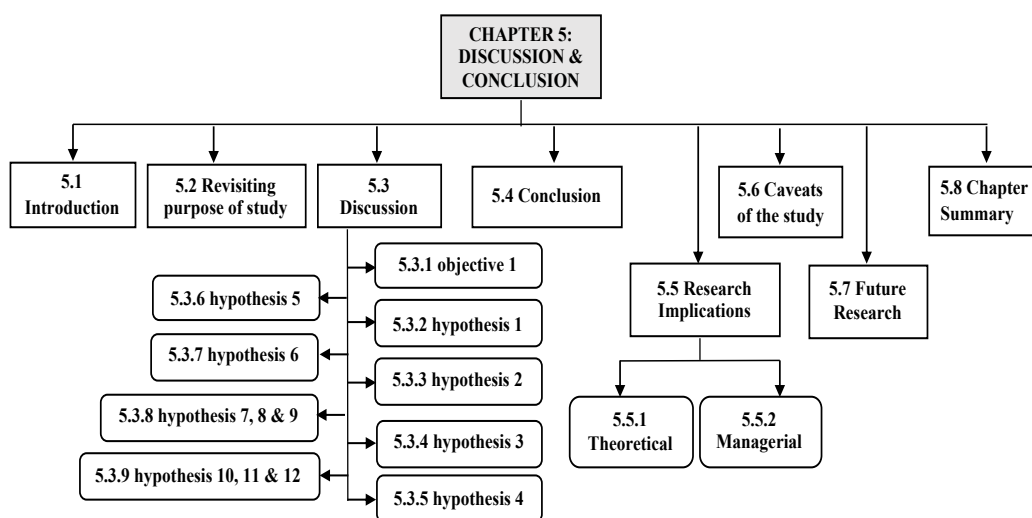 CHAPTER 5:
DISCUSSION &
CONCLUSION
5.1
Introduction
5.2 Revisiting
purpose of study
5.3
Discussion
5.4 Conclusion
5.6 Caveats
of the study
5.8 Chapter
Summary
5.3.1 objective 1
5.3.6 hypothesis 5
5.3.2 hypothesis 1
5.3.7 hypothesis 6
5.3.3 hypothesis 2
5.3.8 hypothesis 7, 8 & 9
5.3.4 hypothesis 3
5.3.9 hypothesis 10, 11 & 12
5.3.5 hypothesis 4
5.5 Research
Implications
5.7 Future
Research
5.5.1
Theoretical
5.5.2
Managerial